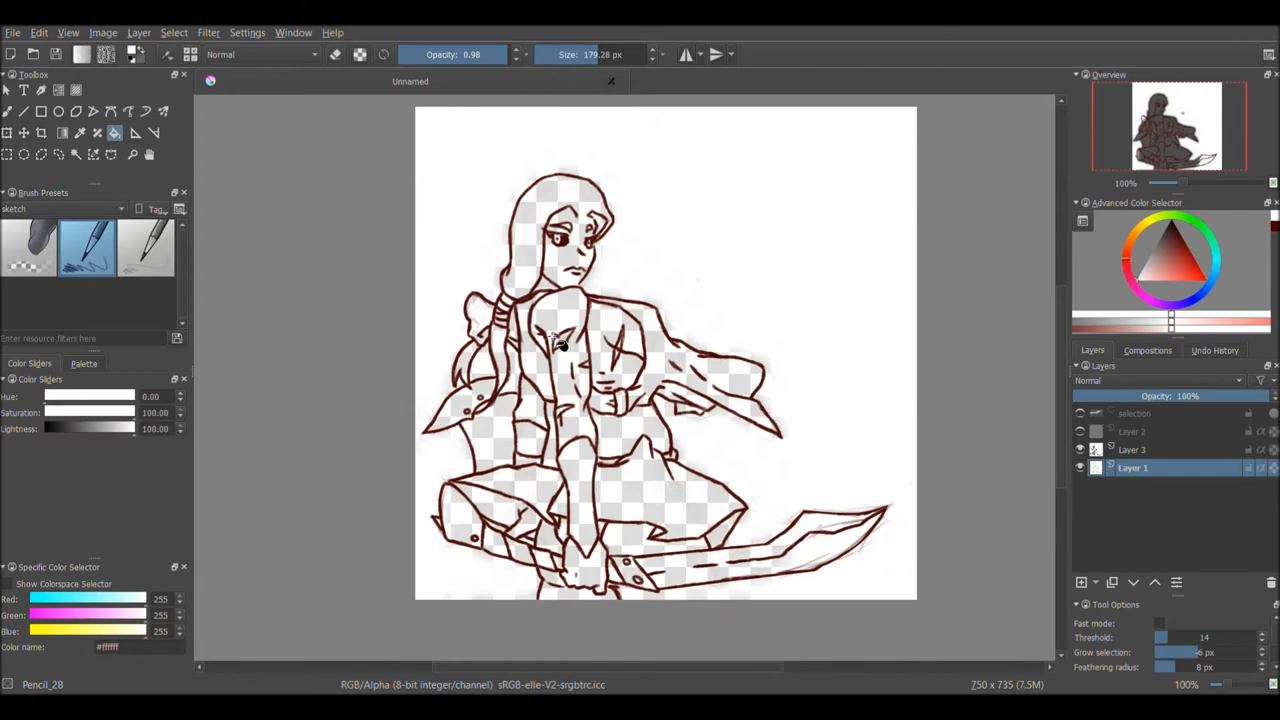 File Edit View Image Layer Select Filter Settings Window Help
Normal Opacity: 0.98 Size: 179.28 px
Toolbox
Unnamed
Overview
100%
Brush Presets
sketch
Tag
Enter resource filters here
Color Sliders Palette
Color Sliders
Hue: 0.00
Saturation: 100.00
Lightness: 100.00
Advanced Color Selector
Layers Compositions Undo History
Layers
Normal
Opacity: 100%
selection
Layer 2
Layer 3
Layer 1
Specific Color Selector
Show Colorspace Selector
Red: 255
Green: 255
Blue: 255
Color name: #ffffff
Tool Options
Fast mode:
Threshold: 14
Grow selection: -6 px
Feathering radius: 8 px
Pencil_2B RGB/Alpha (8-bit integer/channel) sRGB-elle-V2-srgbtrc.icc 750 x 735 (7.5M) 100%